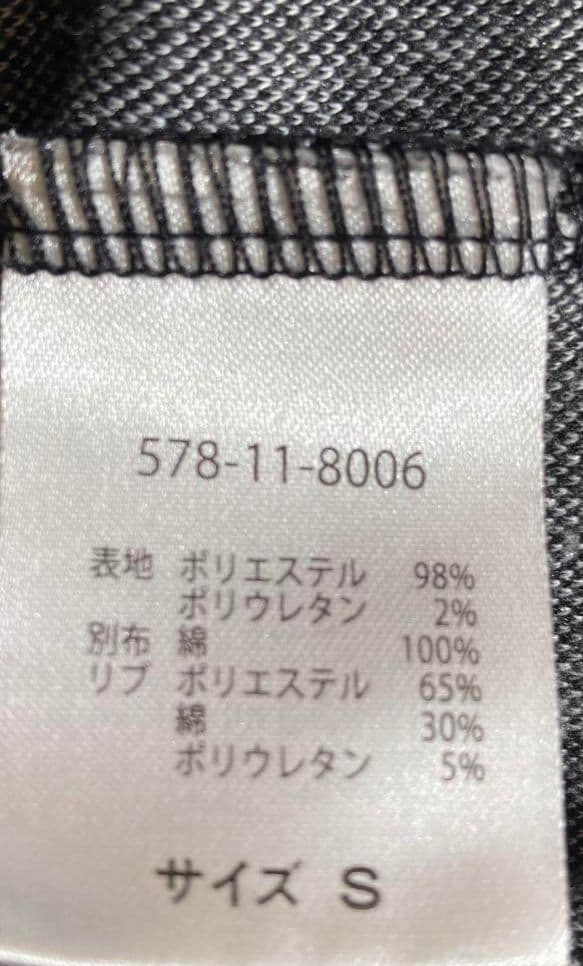 578-11-8006
表地 ポリエステル 98%
ポリウレタン 2%
別布 綿 100%
リブ ポリエステル 65%
綿 30%
ポリウレタン 5%
サイズ S